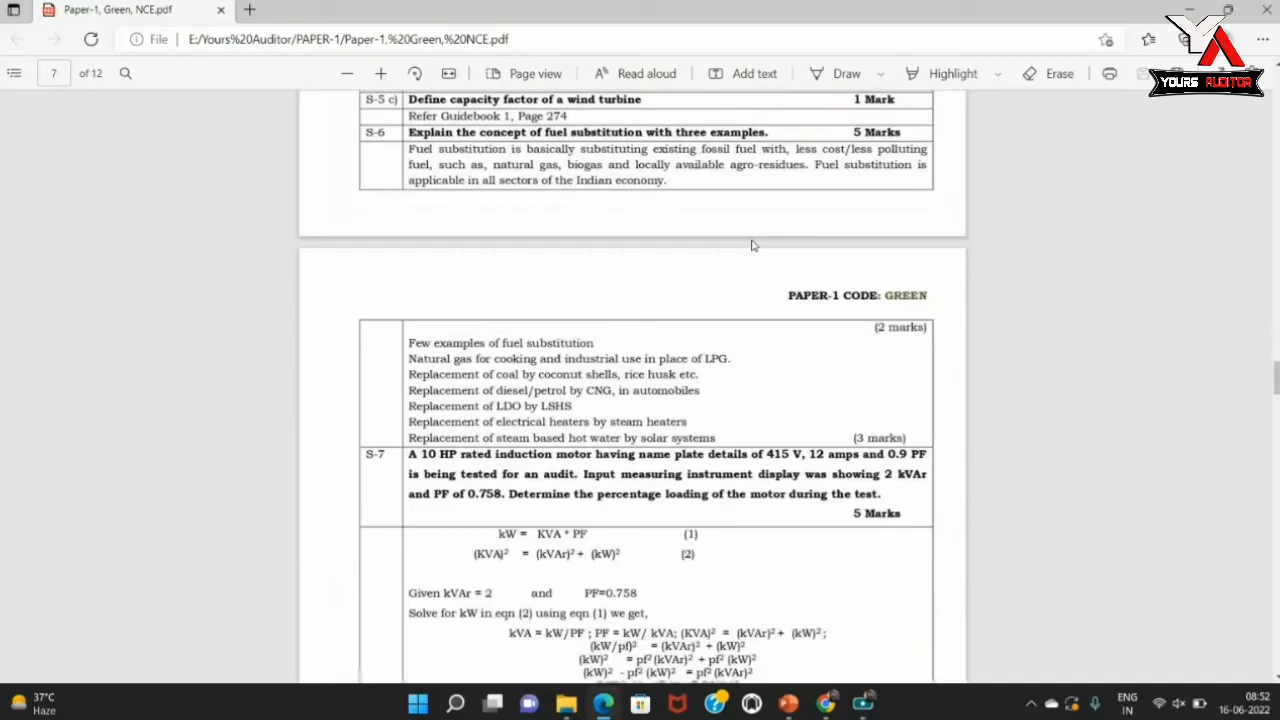 Paper-1, Green, NCE.pdf
File E:/Yours%20Auditor/PAPER-1/Paper-1,%20Green,%20NCE.pdf
YOURS AUDITOR
7 of 12 Page view Read aloud Add text Draw Highlight Erase
S-5 c) Define capacity factor of a wind turbine 1 Mark
Refer Guidebook 1, Page 274
S-6 Explain the concept of fuel substitution with three examples. 5 Marks
Fuel substitution is basically substituting existing fossil fuel with, less cost/less polluting
fuel, such as, natural gas, biogas and locally available agro-residues. Fuel substitution is
applicable in all sectors of the Indian economy.
PAPER-1 CODE: GREEN
(2 marks)
Few examples of fuel substitution
Natural gas for cooking and industrial use in place of LPG.
Replacement of coal by coconut shells, rice husk etc.
Replacement of diesel/petrol by CNG, in automobiles
Replacement of LDO by LSHS
Replacement of electrical heaters by steam heaters
Replacement of steam based hot water by solar systems (3 marks)
S-7 A 10 HP rated induction motor having name plate details of 415 V, 12 amps and 0.9 PF
is being tested for an audit. Input measuring instrument display was showing 2 kVAr
and PF of 0.758. Determine the percentage loading of the motor during the test.
5 Marks
kW = KVA * PF (1)
(KVA)² = (kVAr)² + (kW)² (2)
Given kVAr = 2 and PF=0.758
Solve for kW in eqn (2) using eqn (1) we get,
kVA = kW/PF ; PF = kW/ kVA; (KVA)² = (kVAr)² + (kW)² ;
(kW/pf)² = (kVAr)² + (kW)²
(kW)² = pf² (kVAr)² + pf² (kW)²
(kW)² - pf² (kW)² = pf² (kVAr)²
37°C
Haze
ENG
IN
08:52
16-06-2022